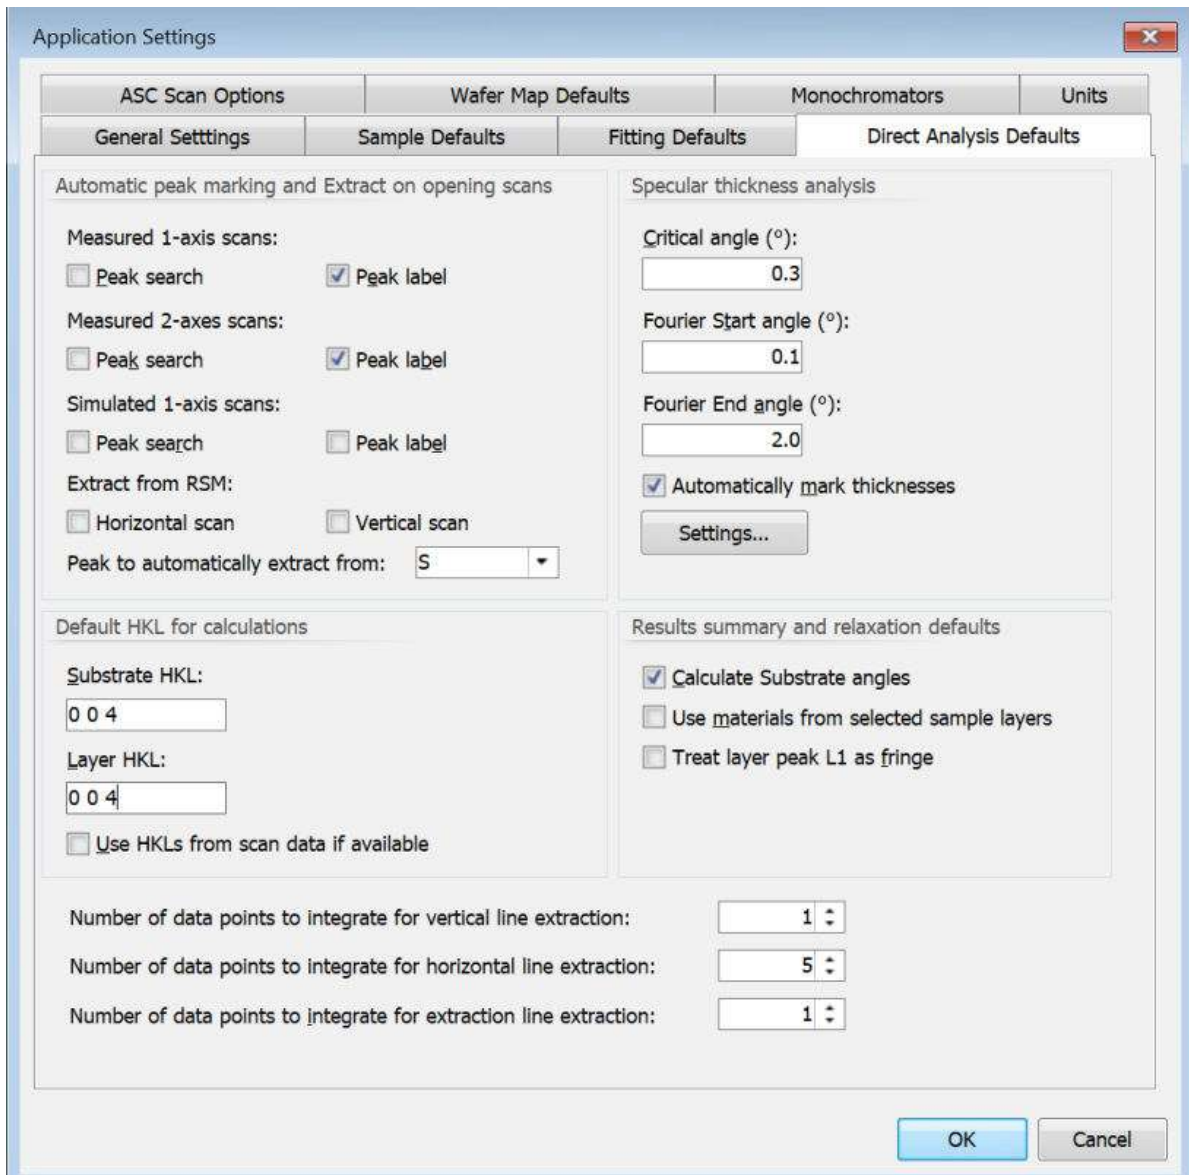 Application Settings
ASC Scan Options Wafer Map Defaults Monochromators Units
General Setttings Sample Defaults Fitting Defaults Direct Analysis Defaults
Automatic peak marking and Extract on opening scans
Measured 1-axis scans:
Peak search Peak label
Measured 2-axes scans:
Peak search Peak label
Simulated 1-axis scans:
Peak search Peak label
Extract from RSM:
Horizontal scan Vertical scan
Peak to automatically extract from: S
Specular thickness analysis
Critical angle (º):
0.3
Fourier Start angle (º):
0.1
Fourier End angle (º):
2.0
Automatically mark thicknesses
Settings...
Default HKL for calculations
Substrate HKL:
0 0 4
Layer HKL:
0 0 4
Use HKLs from scan data if available
Results summary and relaxation defaults
Calculate Substrate angles
Use materials from selected sample layers
Treat layer peak L1 as fringe
Number of data points to integrate for vertical line extraction: 1
Number of data points to integrate for horizontal line extraction: 5
Number of data points to integrate for extraction line extraction: 1
OK Cancel